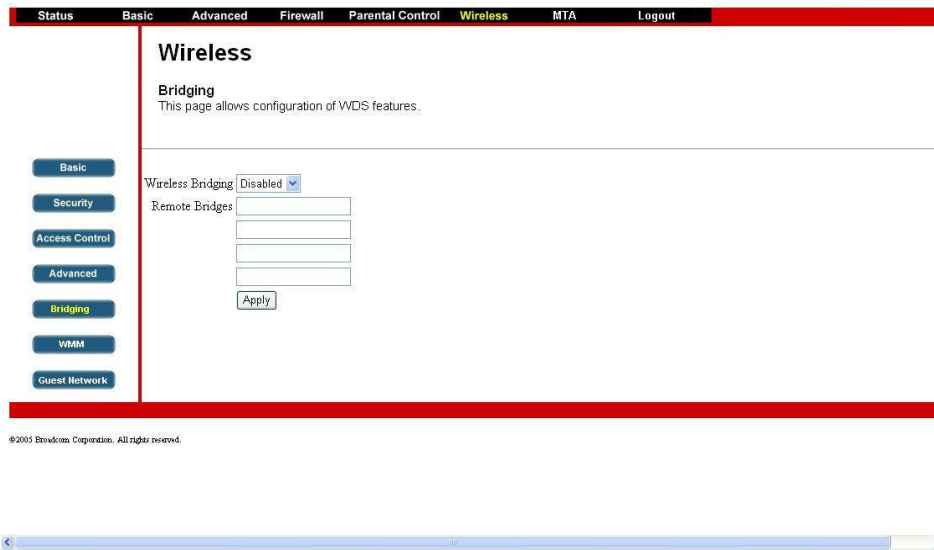 Status Basic Advanced Firewall Parental Control Wireless MTA Logout
Wireless
Bridging
This page allows configuration of WDS features.
Basic
Security
Access Control
Advanced
Bridging
WMM
Guest Network
Wireless Bridging Disabled
Remote Bridges
Apply
©2005 Broadcom Corporation. All rights reserved.